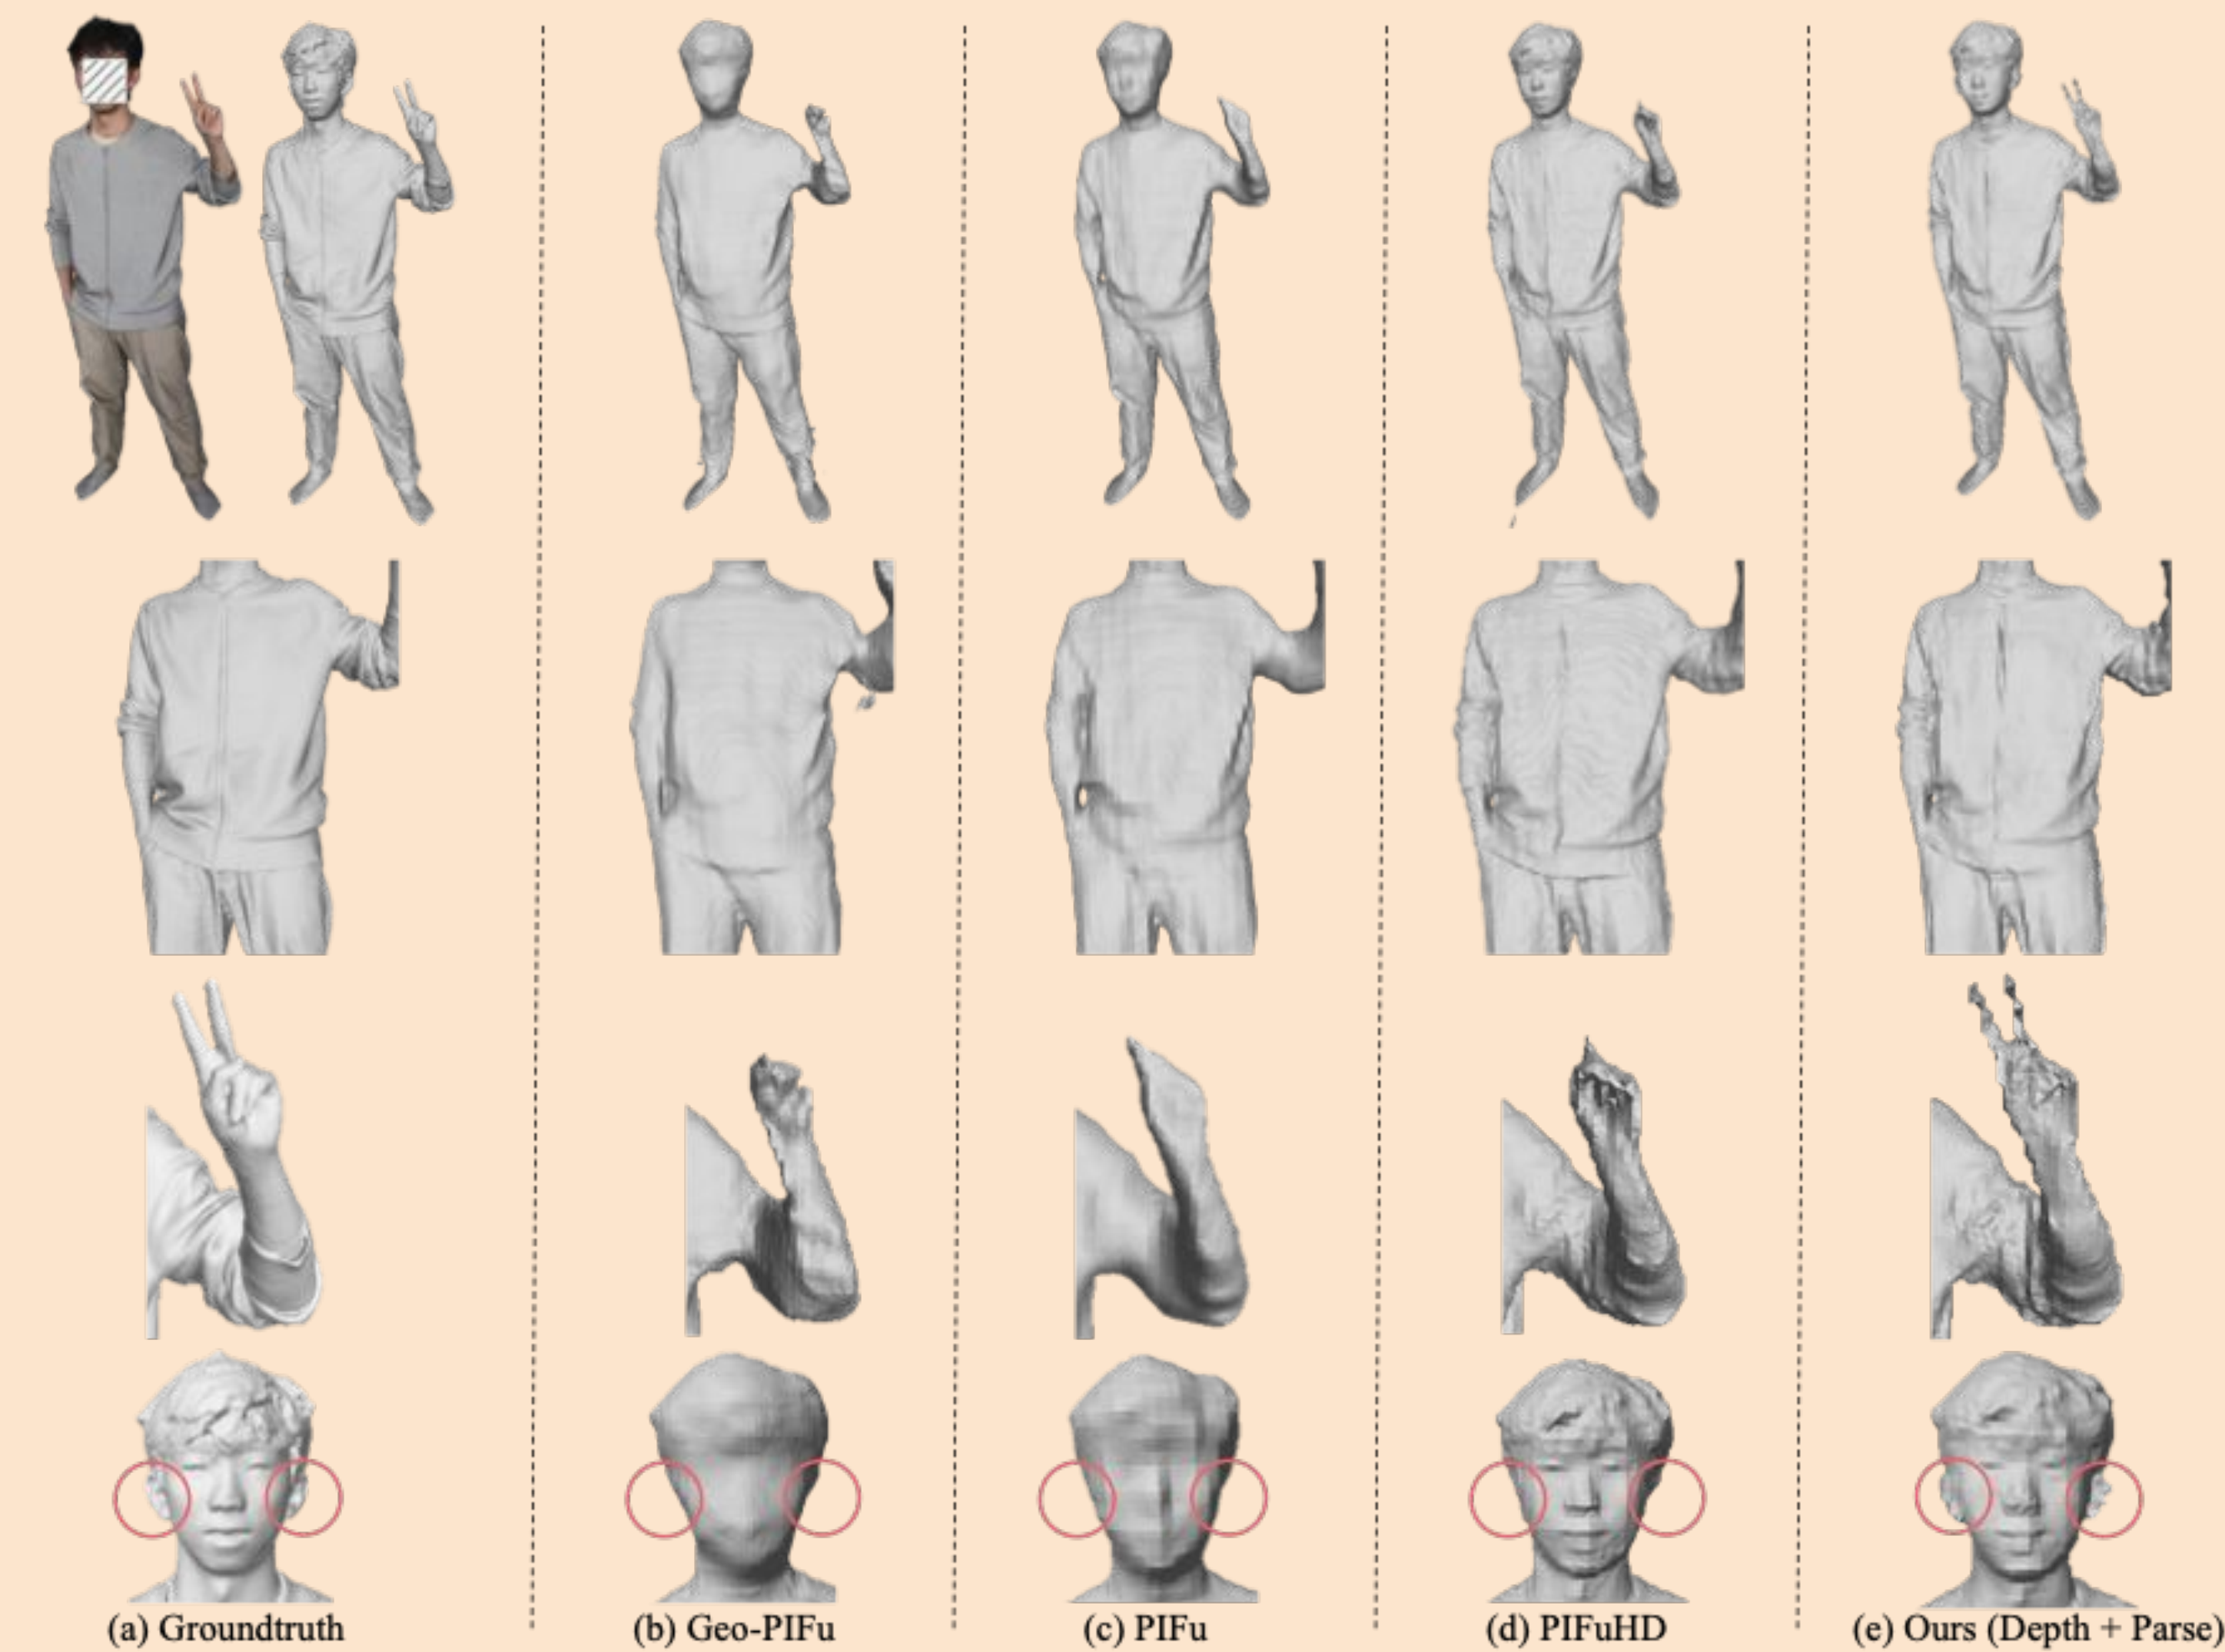 (a) Groundtruth
(b) Geo-PIFu
(c) PIFu
(d) PIFuHD
(e) Ours (Depth + Parse)